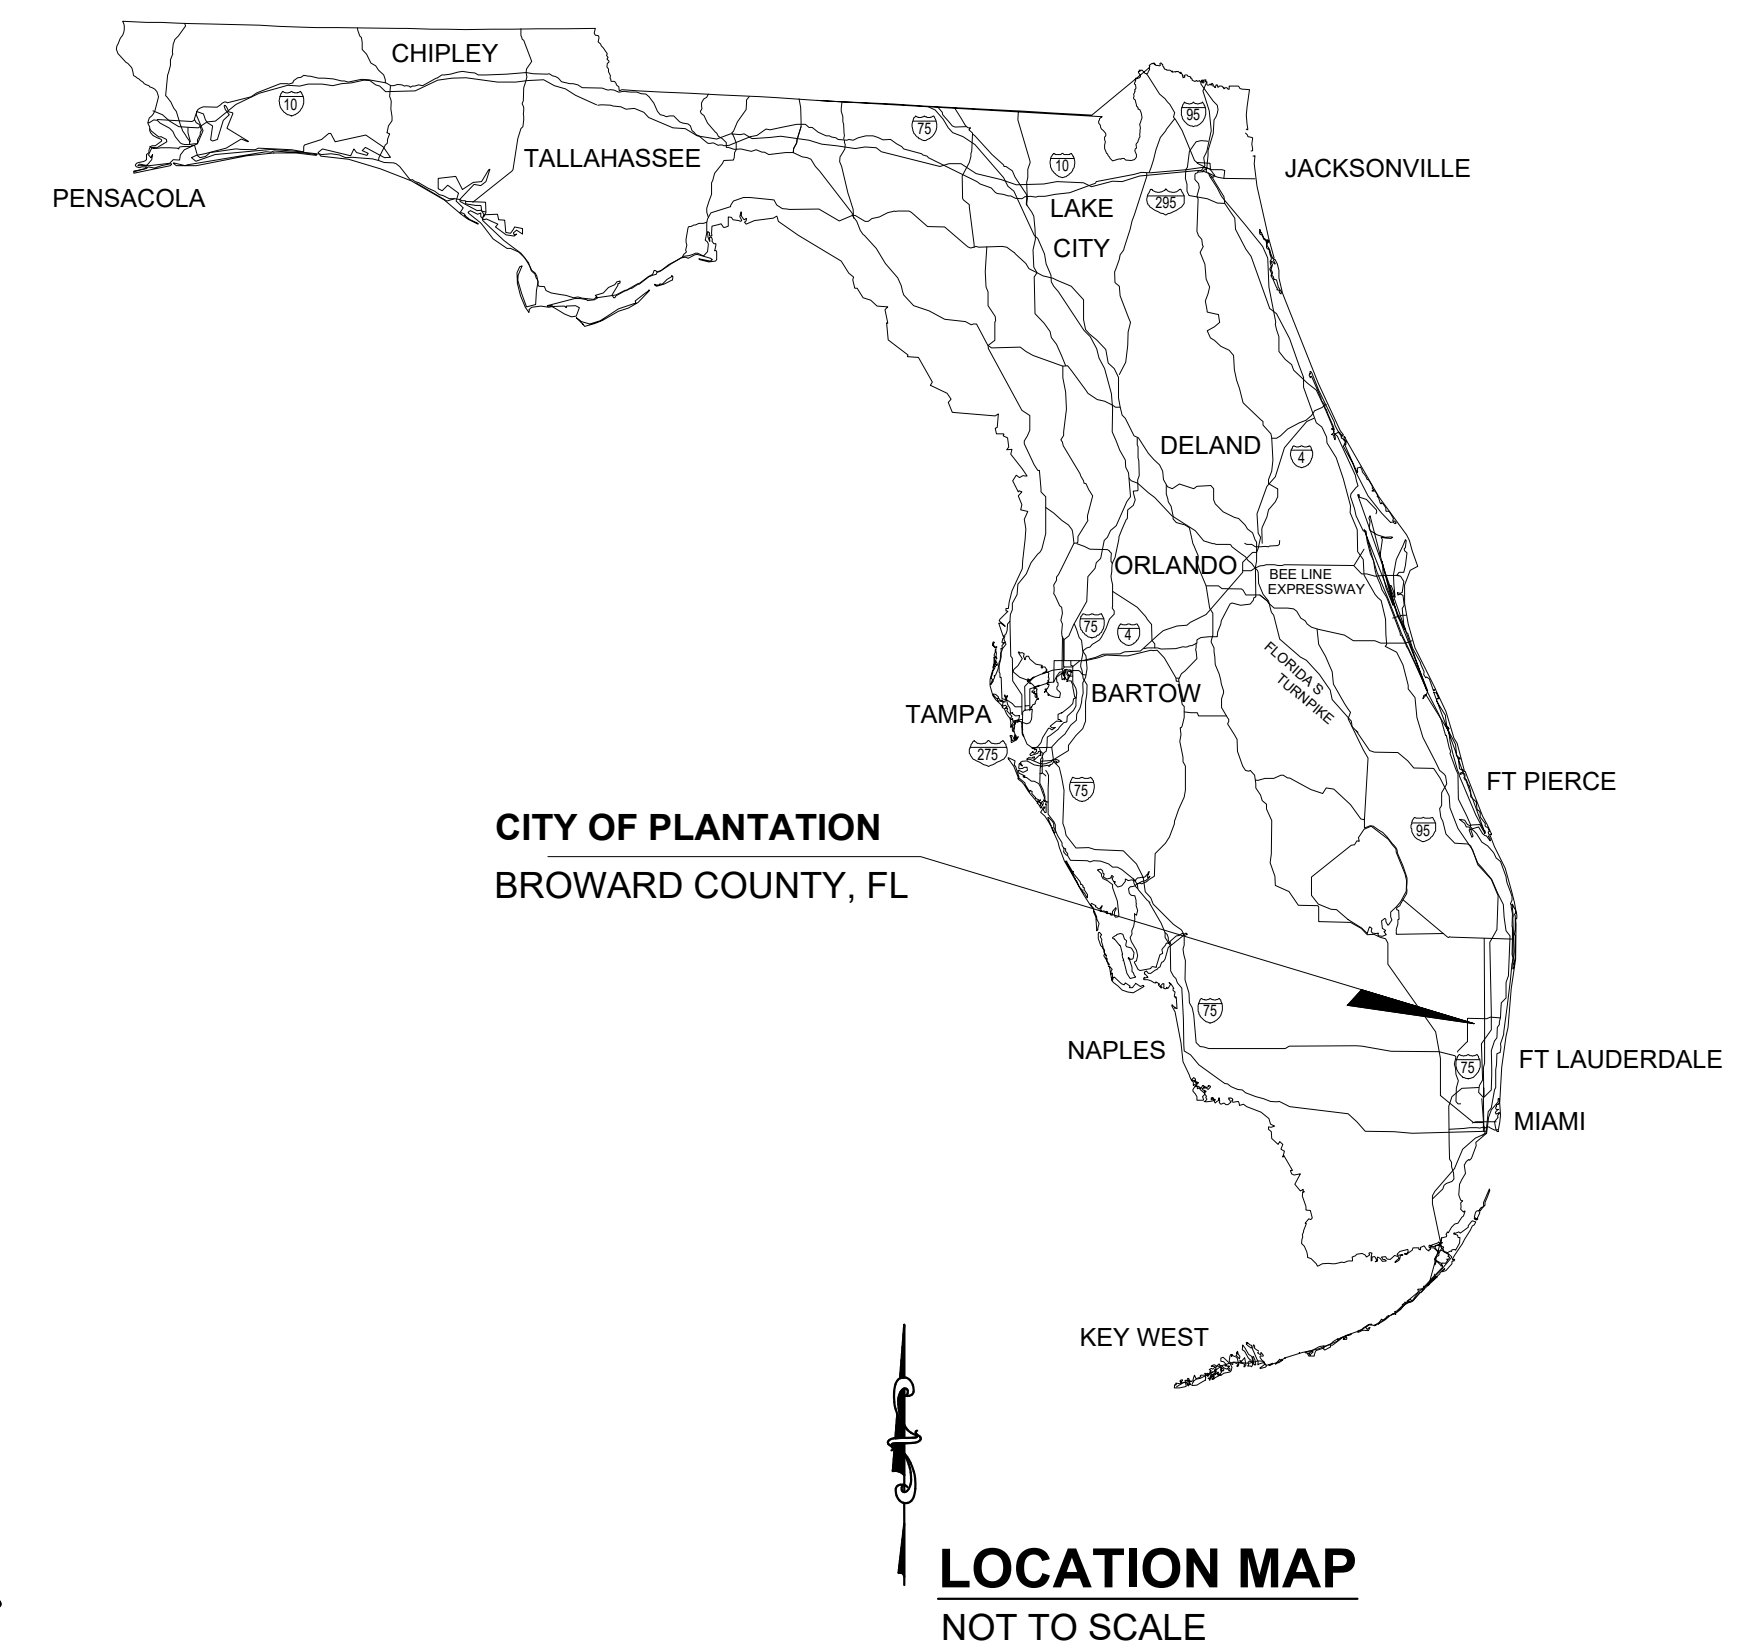 CHIPLEY
10
75
95
TALLAHASSEE
10
JACKSONVILLE
PENSACOLA
295
LAKE
CITY
DELAND
4
ORLANDO
BEE LINE
EXPRESSWAY
75
4
FLORIDA S
TURNPIKE
BARTOW
TAMPA
275
75
FT PIERCE
95
CITY OF PLANTATION
BROWARD COUNTY, FL
75
NAPLES
75
FT LAUDERDALE
MIAMI
KEY WEST
LOCATION MAP
NOT TO SCALE